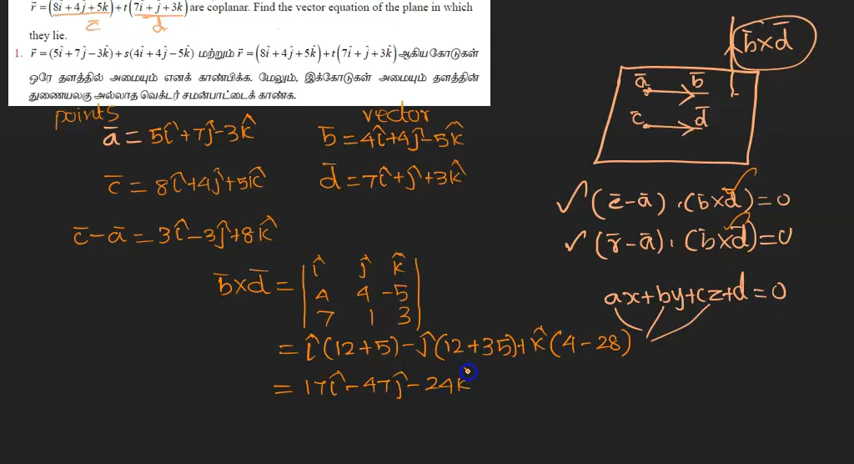 r⃗ = (8î + 4ĵ + 5k̂) + t(7î + ĵ + 3k̂) are coplanar. Find the vector equation of the plane in which
c̅ d̅
they lie.
1. r⃗ = (5î + 7ĵ − 3k̂) + s(4î + 4ĵ − 5k̂) மற்றும் r⃗ = (8î + 4ĵ + 5k̂) + t(7î + ĵ + 3k̂) ஆகிய கோடுகள்
ஒரே தளத்தில் அமையும் எனக் காண்பிக்க. மேலும், இக்கோடுகள் அமையும் தளத்தின்
துணையலகு அல்லாத வெக்டர் சமன்பாட்டைக் காண்க.
points vector
a̅ = 5î+7ĵ−3k̂ b̅ = 4î+4ĵ−5k̂
c̅ = 8î+4ĵ+5k̂ d̅ = 7î+ĵ+3k̂
c̅−a̅ = 3î−3ĵ+8k̂
b̅×d̅ = | î ĵ k̂ |
| 4 4 −5 |
| 7 1 3 |
= î(12+5) − ĵ(12+35) + k̂(4−28)
= 17î − 47ĵ − 24k
b̅×d̅
a̅ b̅
c̅ d̅
✓ (c̅−a̅) . (b̅×d̅) = 0
✓ (r̅−a̅) . (b̅×d̅) = 0
ax+by+cz+d=0